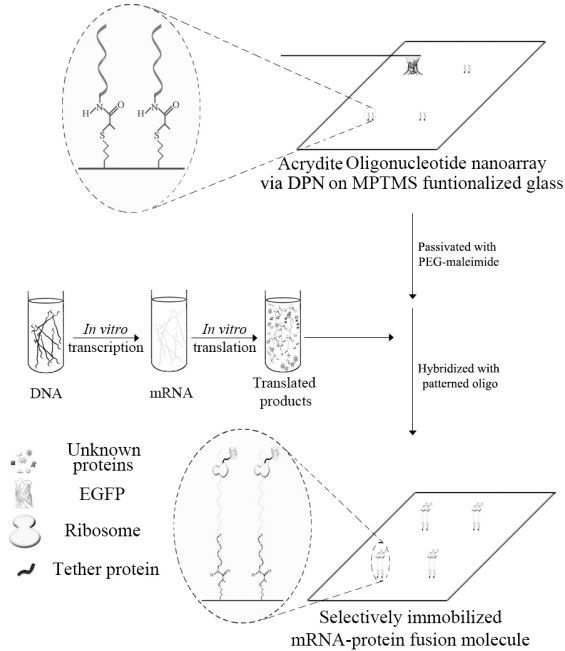 H
N
O
S
H
N
O
S
Acrydite Oligonucleotide nanoarray
via DPN on MPTMS funtionalized glass
Passivated with
PEG-maleimide
In vitro
transcription
In vitro
translation
DNA
mRNA
Translated
products
Hybridized with
patterned oligo
Unknown
proteins
EGFP
Ribosome
Tether protein
Selectively immobilized
mRNA-protein fusion molecule